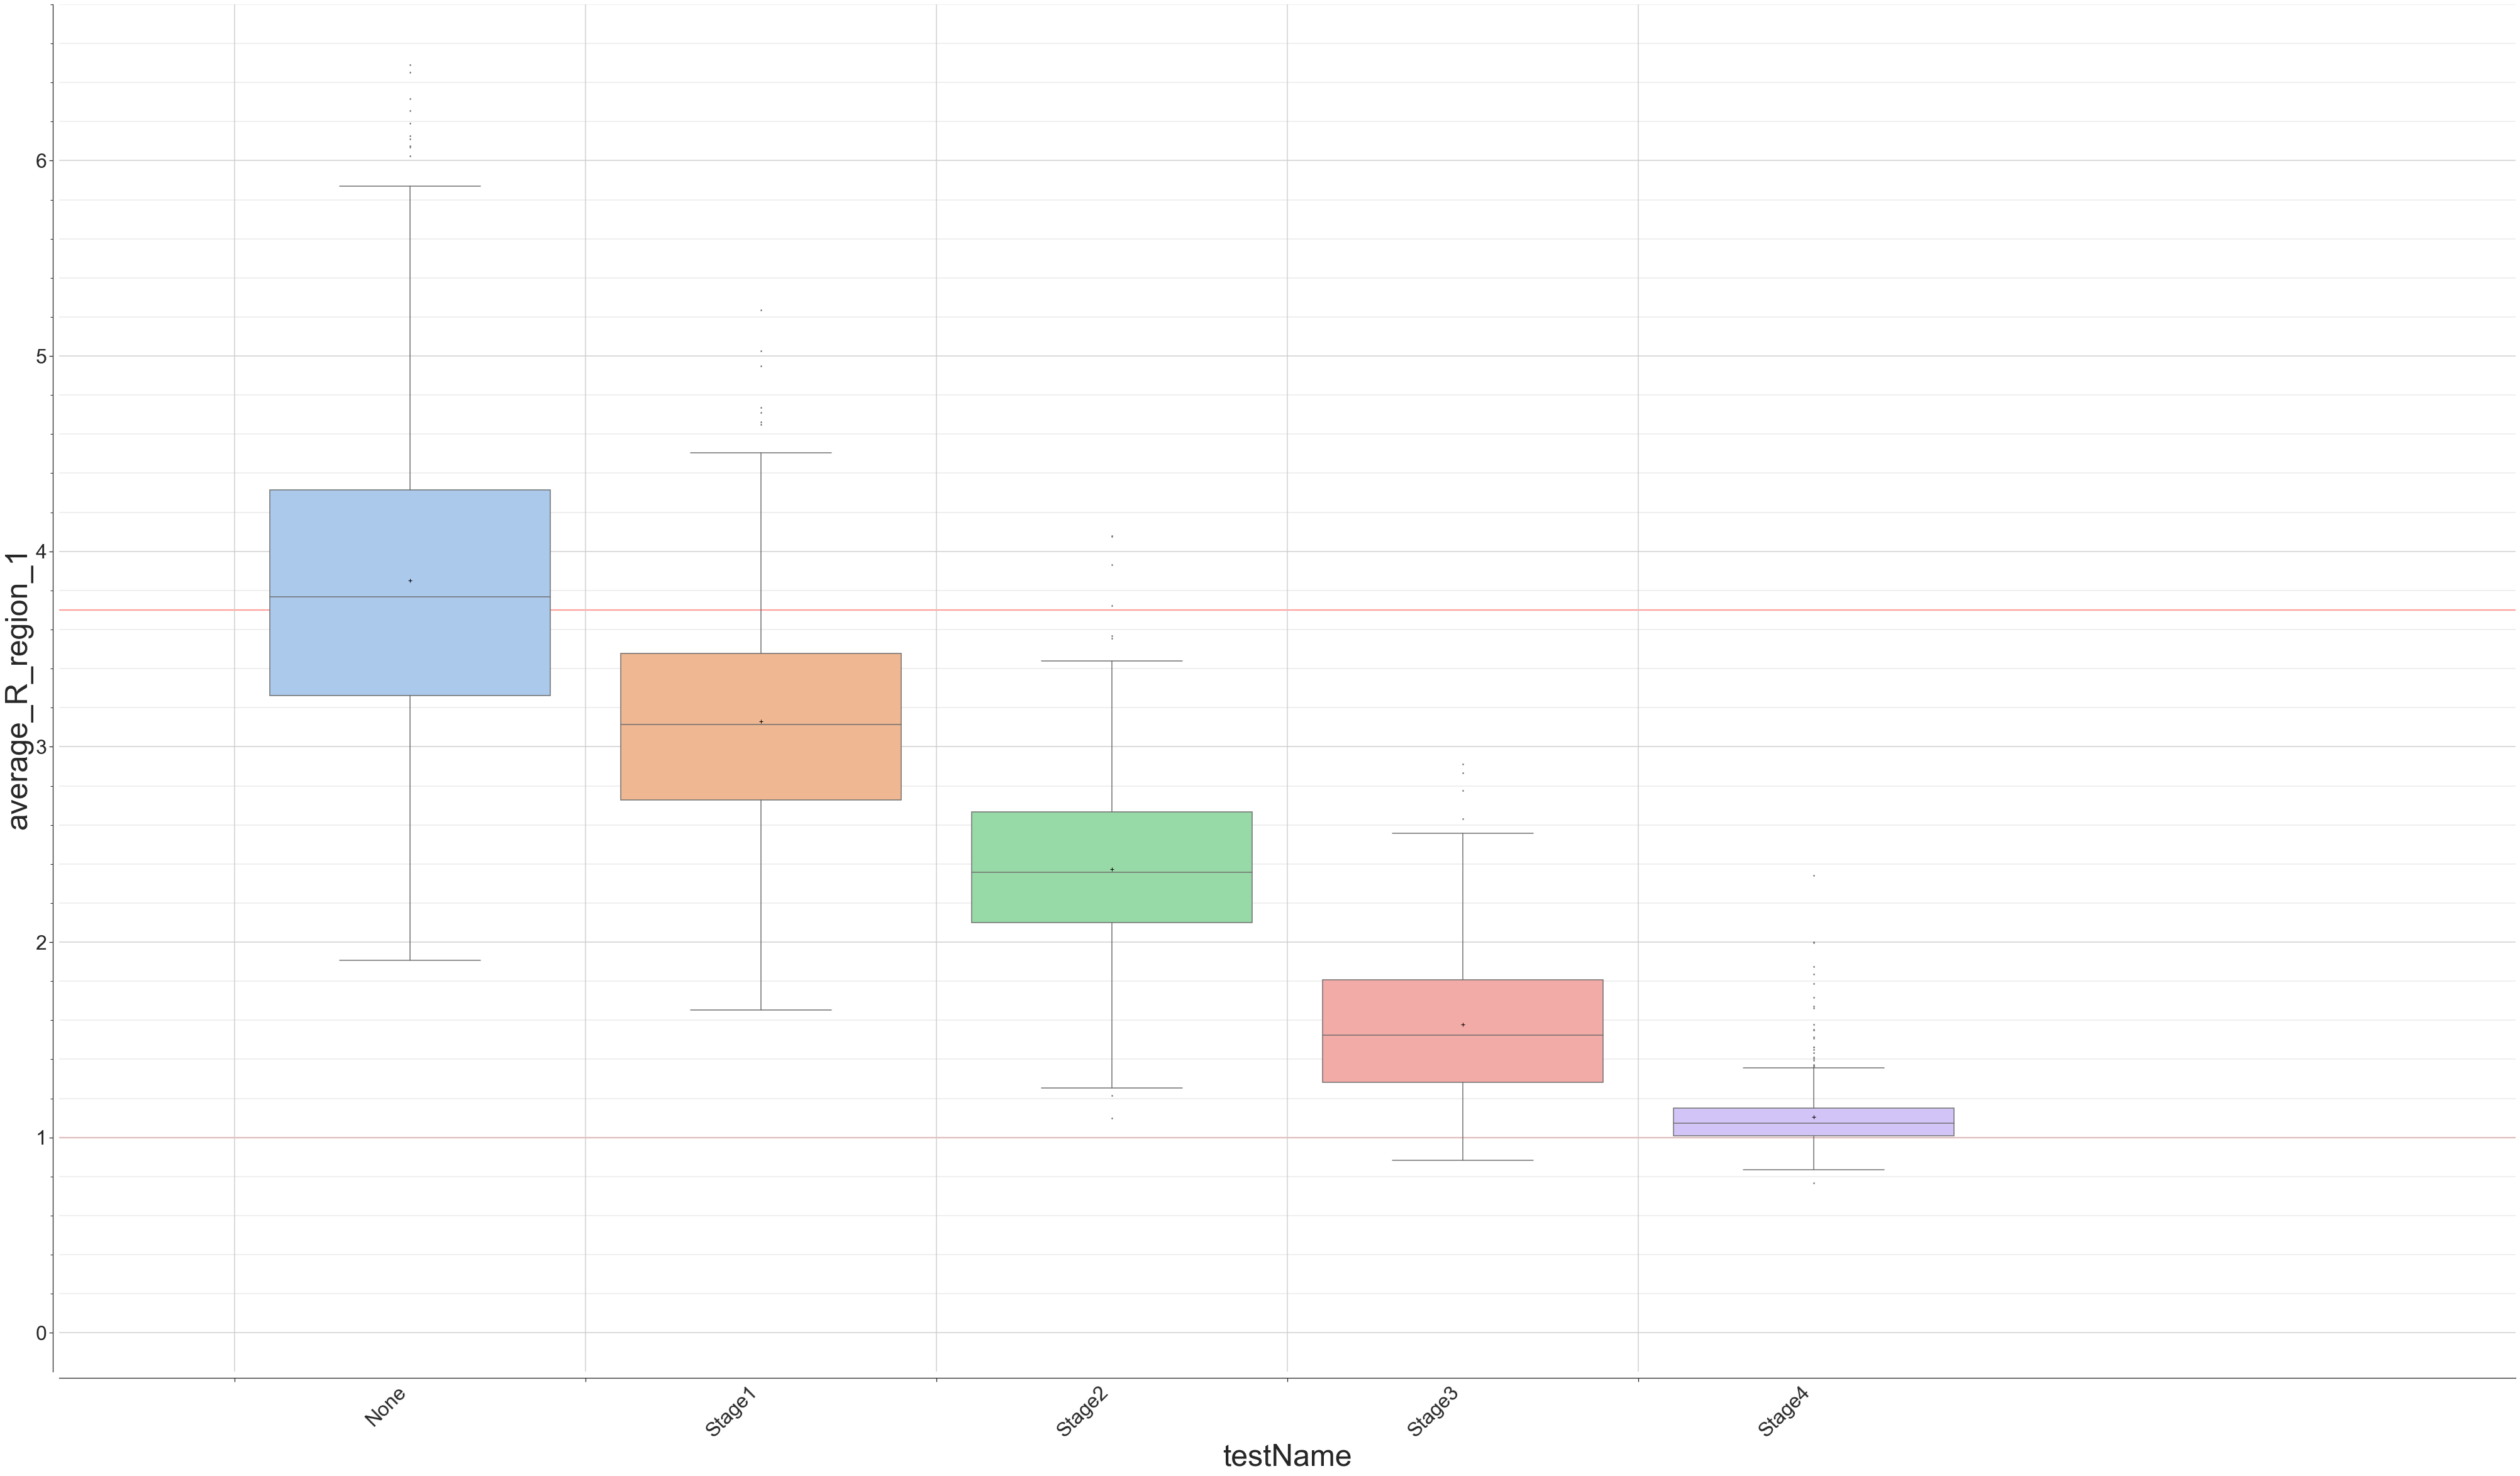 average_R_region_1
6
5
4
3
2
1
0
None
Stage1
Stage2
Stage3
Stage4
testName